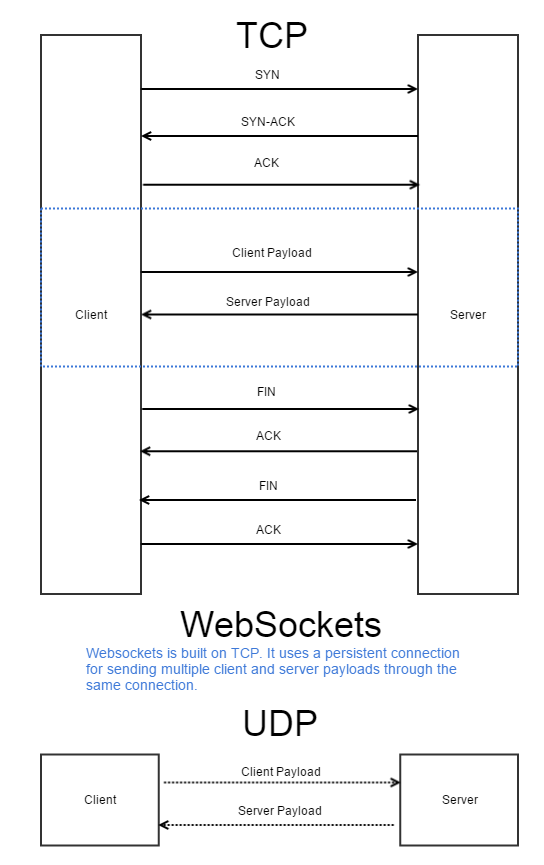 TCP
SYN
SYN-ACK
ACK
Client Payload
Server Payload
Client
Server
FIN
ACK
FIN
ACK
WebSockets
Websockets is built on TCP. It uses a persistent connection
for sending multiple client and server payloads through the
same connection.
UDP
Client Payload
Client
Server
Server Payload